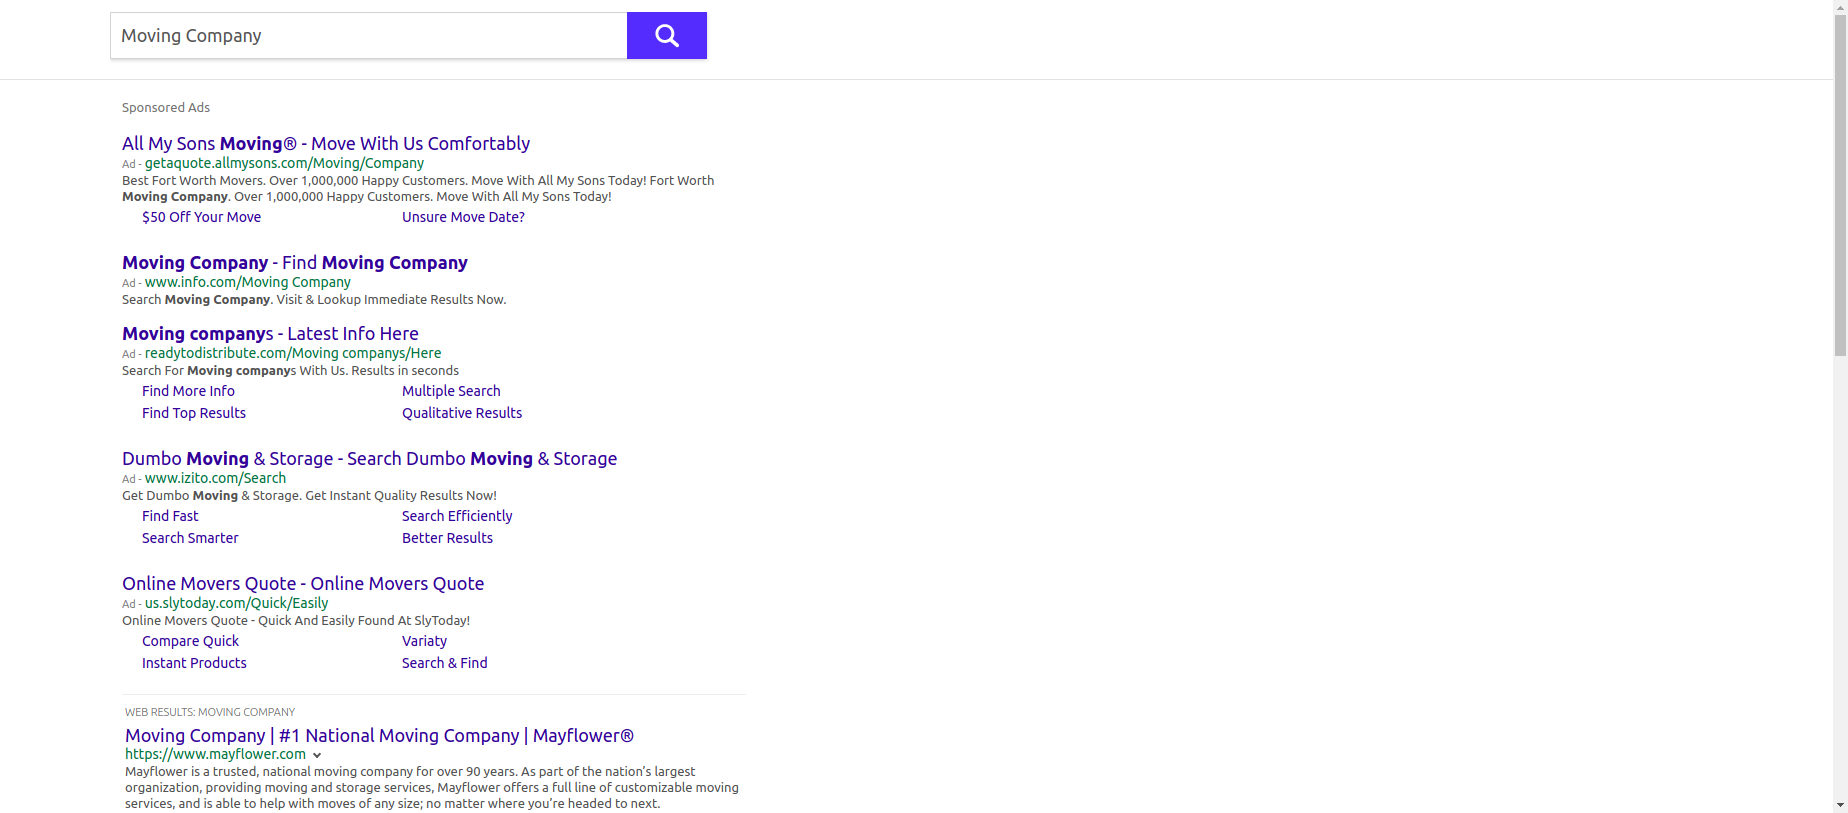 Moving Company
Sponsored Ads
All My Sons Moving® - Move With Us Comfortably
Ad - getaquote.allmysons.com/Moving/Company
Best Fort Worth Movers. Over 1,000,000 Happy Customers. Move With All My Sons Today! Fort Worth
Moving Company. Over 1,000,000 Happy Customers. Move With All My Sons Today!
$50 Off Your Move Unsure Move Date?
Moving Company - Find Moving Company
Ad - www.info.com/Moving Company
Search Moving Company. Visit & Lookup Immediate Results Now.
Moving companys - Latest Info Here
Ad - readytodistribute.com/Moving companys/Here
Search For Moving companys With Us. Results in seconds
Find More Info Multiple Search
Find Top Results Qualitative Results
Dumbo Moving & Storage - Search Dumbo Moving & Storage
Ad - www.izito.com/Search
Get Dumbo Moving & Storage. Get Instant Quality Results Now!
Find Fast Search Efficiently
Search Smarter Better Results
Online Movers Quote - Online Movers Quote
Ad - us.slytoday.com/Quick/Easily
Online Movers Quote - Quick And Easily Found At SlyToday!
Compare Quick Variaty
Instant Products Search & Find
WEB RESULTS: MOVING COMPANY
Moving Company | #1 National Moving Company | Mayflower®
https://www.mayflower.com
Mayflower is a trusted, national moving company for over 90 years. As part of the nation's largest
organization, providing moving and storage services, Mayflower offers a full line of customizable moving
services, and is able to help with moves of any size; no matter where you're headed to next.